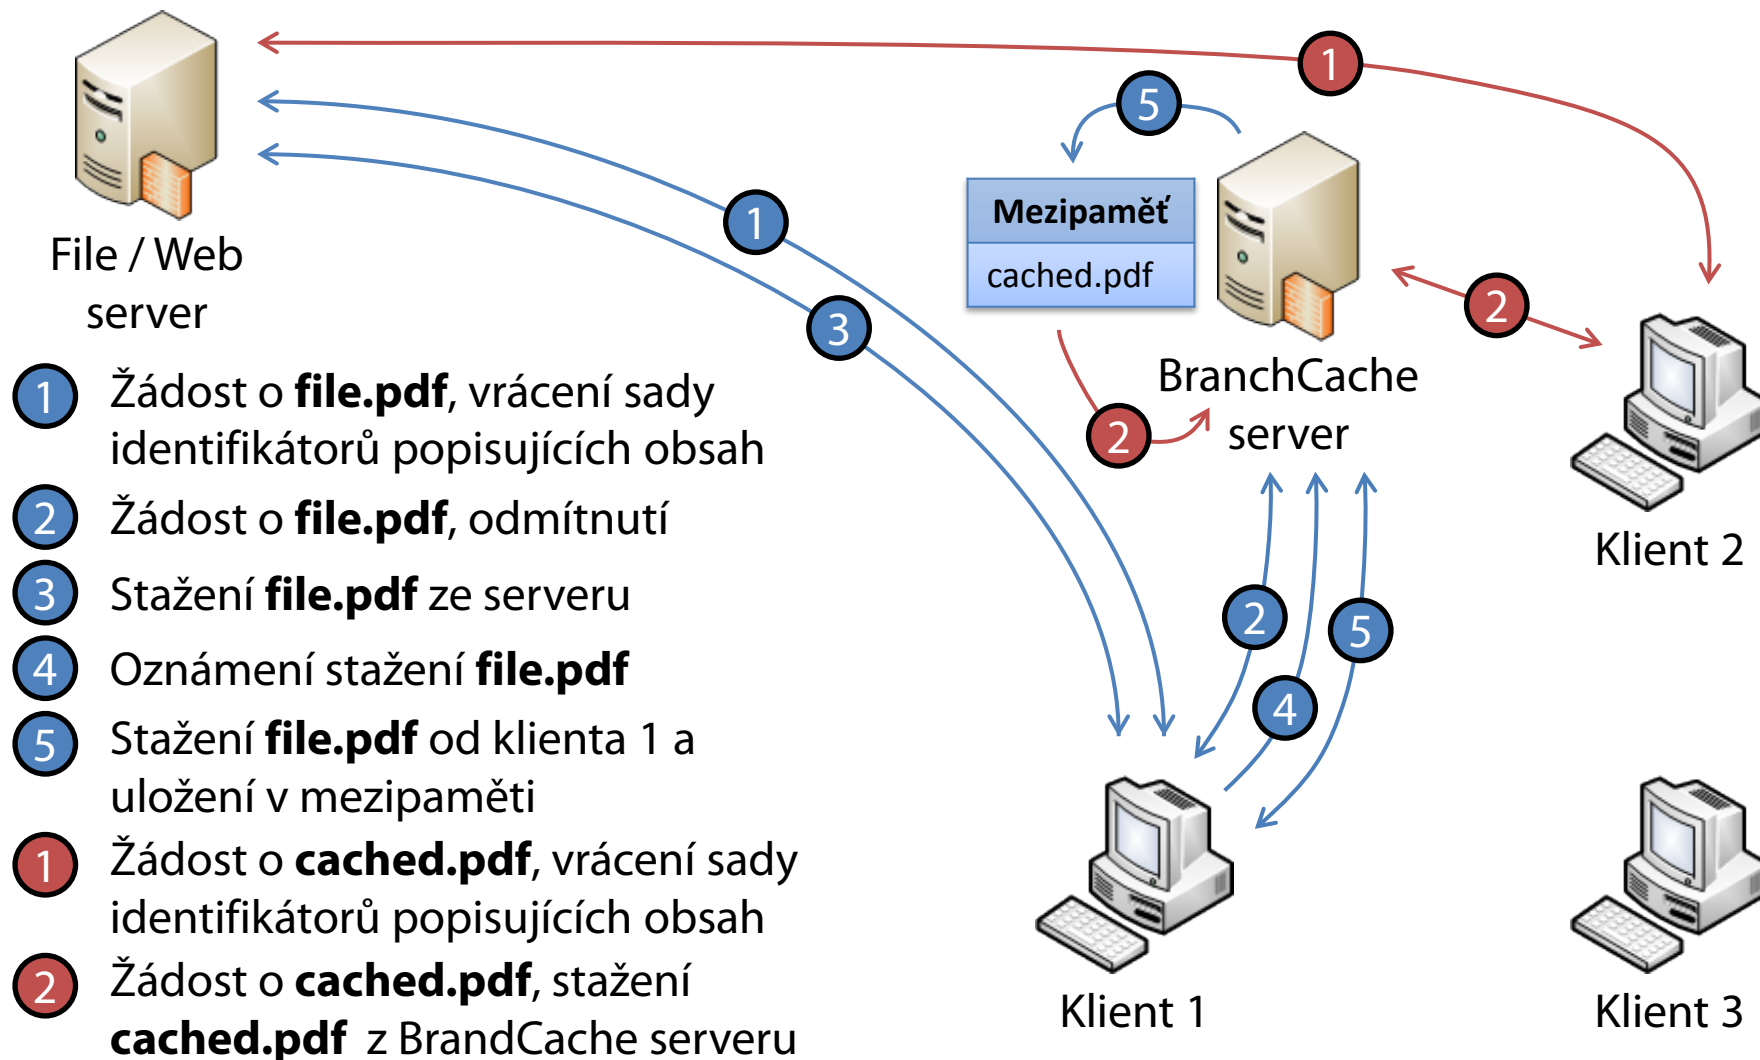 1
5
Mezipaměť
cached.pdf
1
File / Web
server
3
2
BranchCache
server
2
Klient 2
1 Žádost o file.pdf, vrácení sady
identifikátorů popisujících obsah
2 Žádost o file.pdf, odmítnutí
3 Stažení file.pdf ze serveru
4 Oznámení stažení file.pdf
5 Stažení file.pdf od klienta 1 a
uložení v mezipaměti
1 Žádost o cached.pdf, vrácení sady
identifikátorů popisujících obsah
2 Žádost o cached.pdf, stažení
cached.pdf z BrandCache serveru
2
5
4
Klient 1
Klient 3